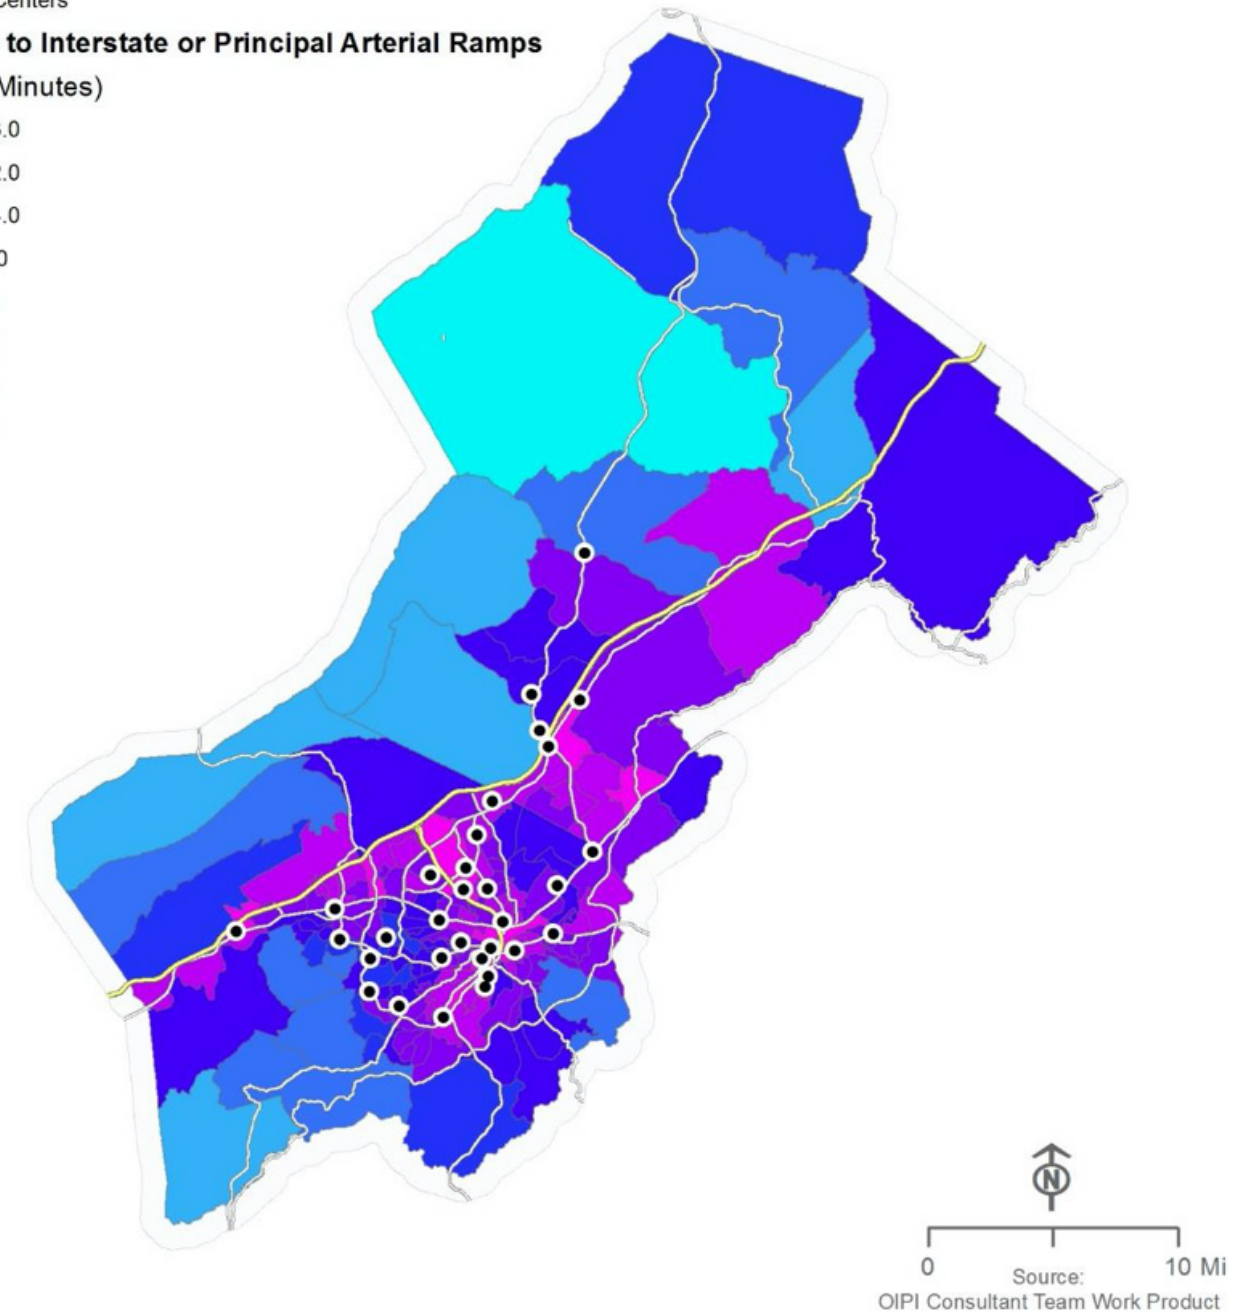 Centers
to Interstate or Principal Arterial Ramps
Minutes)
.0
.0
.0
0
N
0
10 Mi
Source:
OIPI Consultant Team Work Product